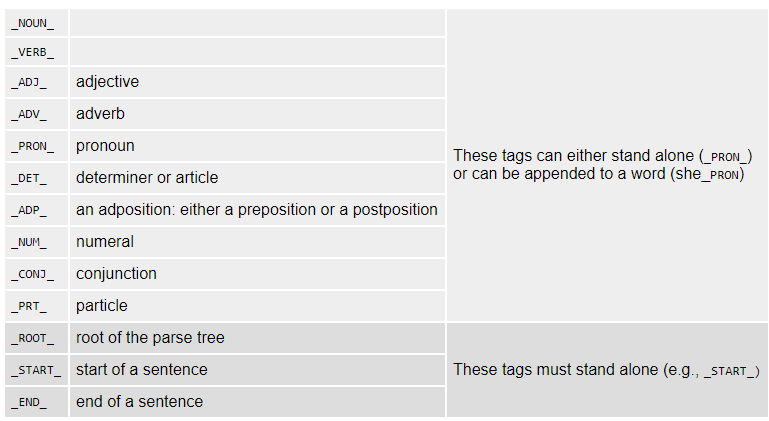 _NOUN_
_VERB_
_ADJ_ adjective
_ADV_ adverb
_PRON_ pronoun
_DET_ determiner or article
_ADP_ an adposition: either a preposition or a postposition
_NUM_ numeral
_CONJ_ conjunction
_PRT_ particle
These tags can either stand alone (_PRON_)
or can be appended to a word (she_PRON)
_ROOT_ root of the parse tree
_START_ start of a sentence
_END_ end of a sentence
These tags must stand alone (e.g., _START_)